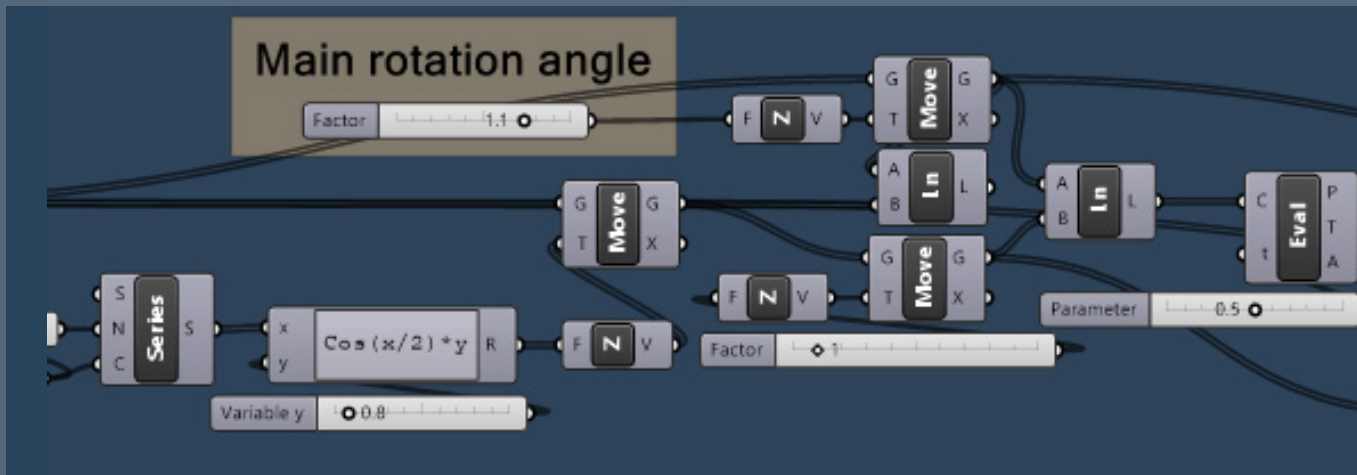 Main rotation angle
Factor 1.1
F Z V
G T Move G X
A B Ln L
A B Ln L
C t Eval P T A
G T Move G X
G T Move G X
F Z V
Parameter 0.5
S N C Series S
x y Cos(x/2)*y R
F Z V
Factor 1
Variable y 0.8